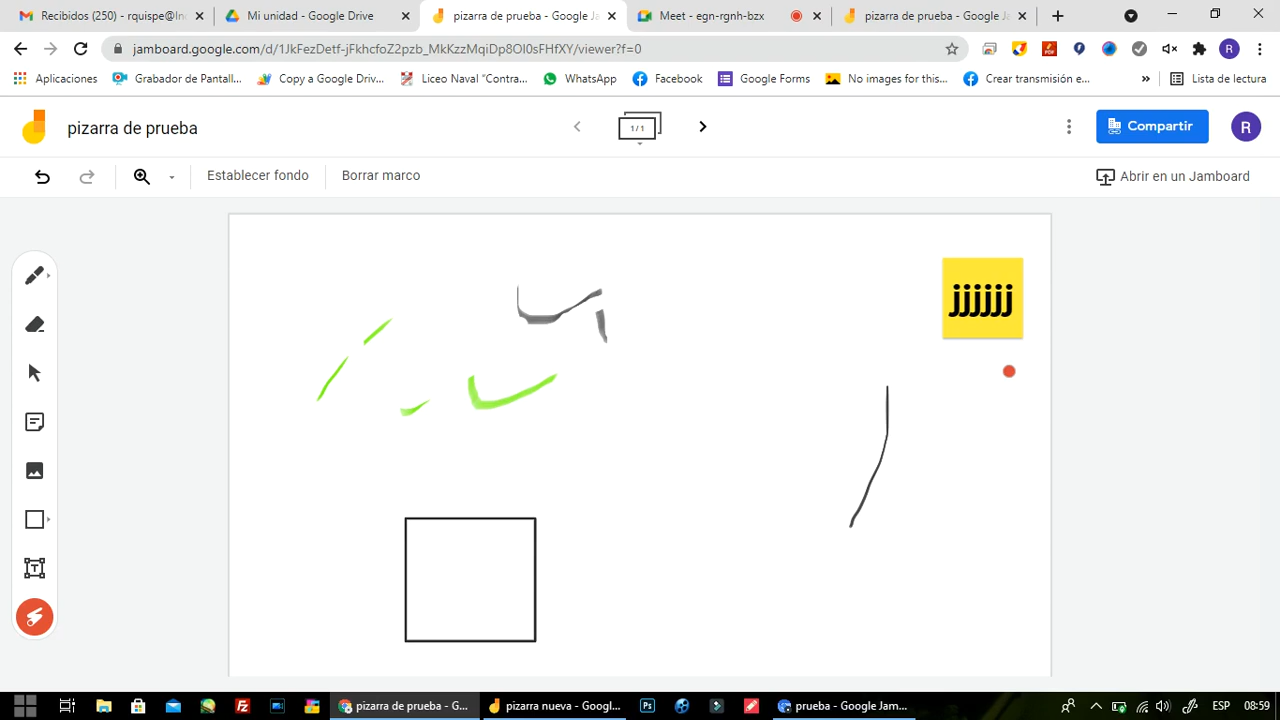 Recibidos (250) - rquispe@In
Mi unidad - Google Drive
pizarra de prueba - Google Ja
Meet - egn-rgnh-bzx
pizarra de prueba - Google Ja
jamboard.google.com/d/1JkFezDetf-jFkhcfoZ2pzb_MkKzzMqiDp8OI0sFHfXY/viewer?f=0
R
Aplicaciones
Grabador de Pantall...
Copy a Google Driv...
Liceo Naval “Contra...
WhatsApp
Facebook
Google Forms
No images for this...
Crear transmisión e...
»
Lista de lectura
pizarra de prueba
1 / 1
Compartir
R
Establecer fondo
Borrar marco
Abrir en un Jamboard
jjjjjj
T
pizarra de prueba - G...
pizarra nueva - Googl...
Ps
prueba - Google Jam...
ESP
08:59